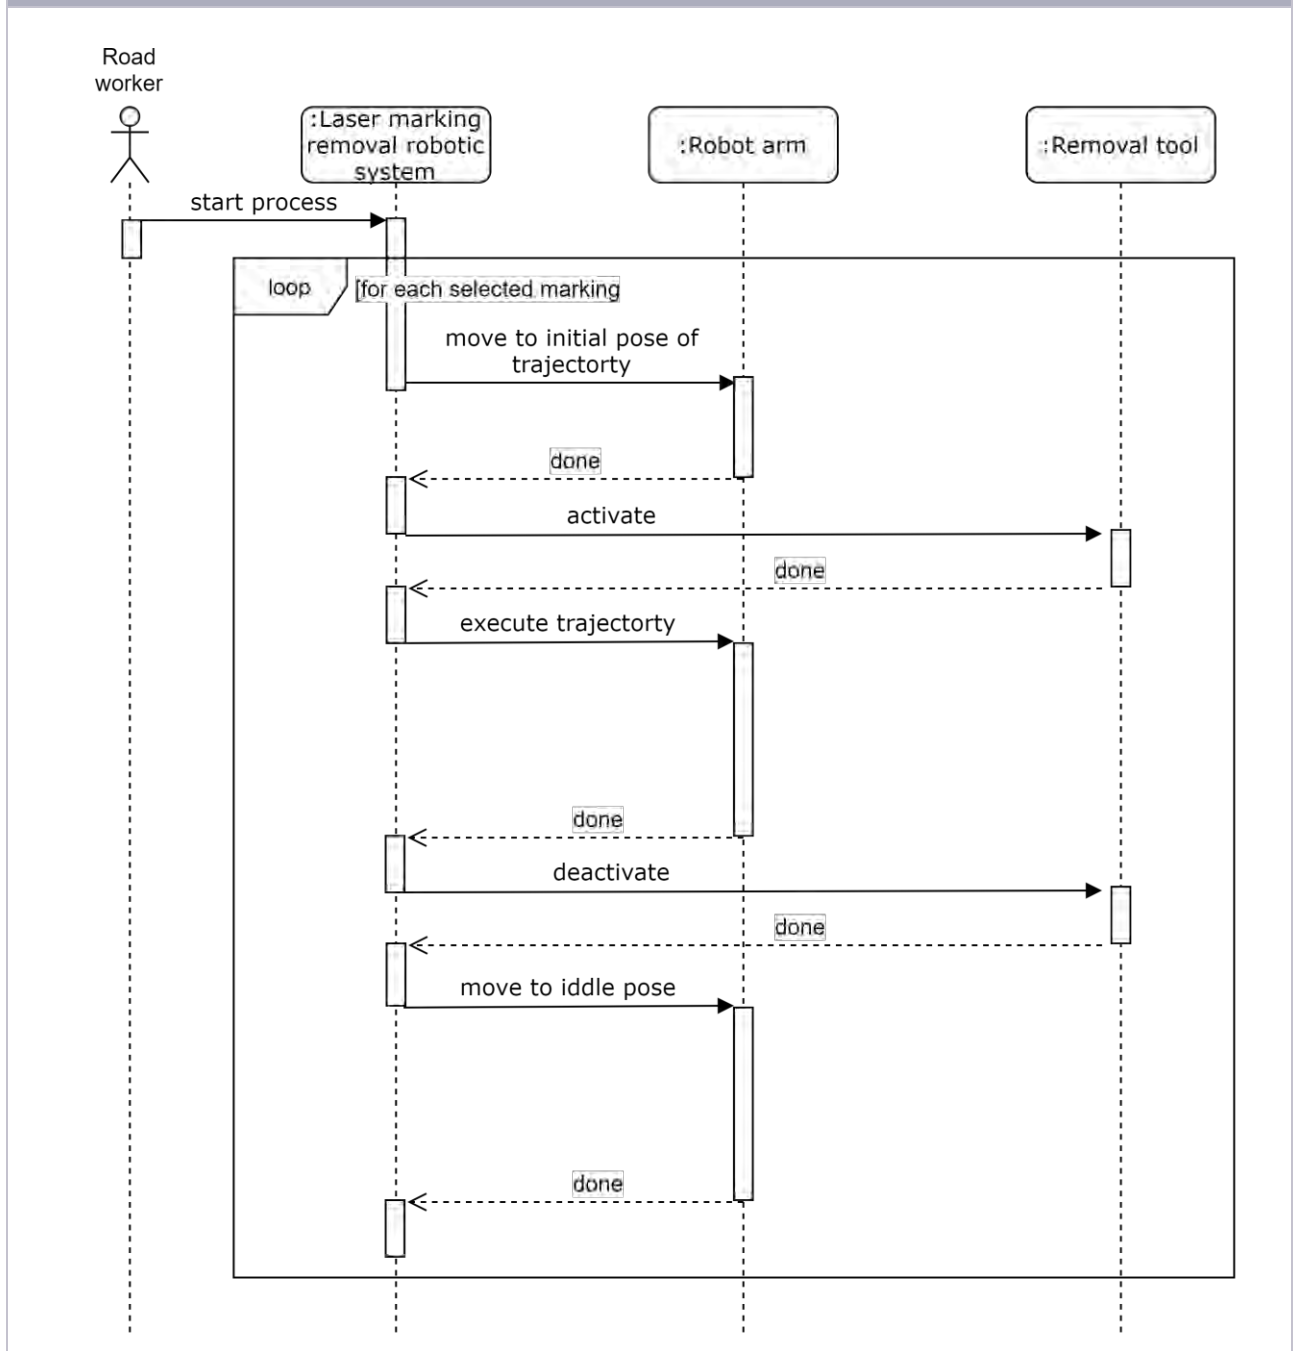 Road
worker
:Laser marking
removal robotic
system
:Robot arm
:Removal tool
start process
loop
[for each selected marking
move to initial pose of
trajectorty
done
activate
done
execute trajectorty
done
deactivate
done
move to iddle pose
done